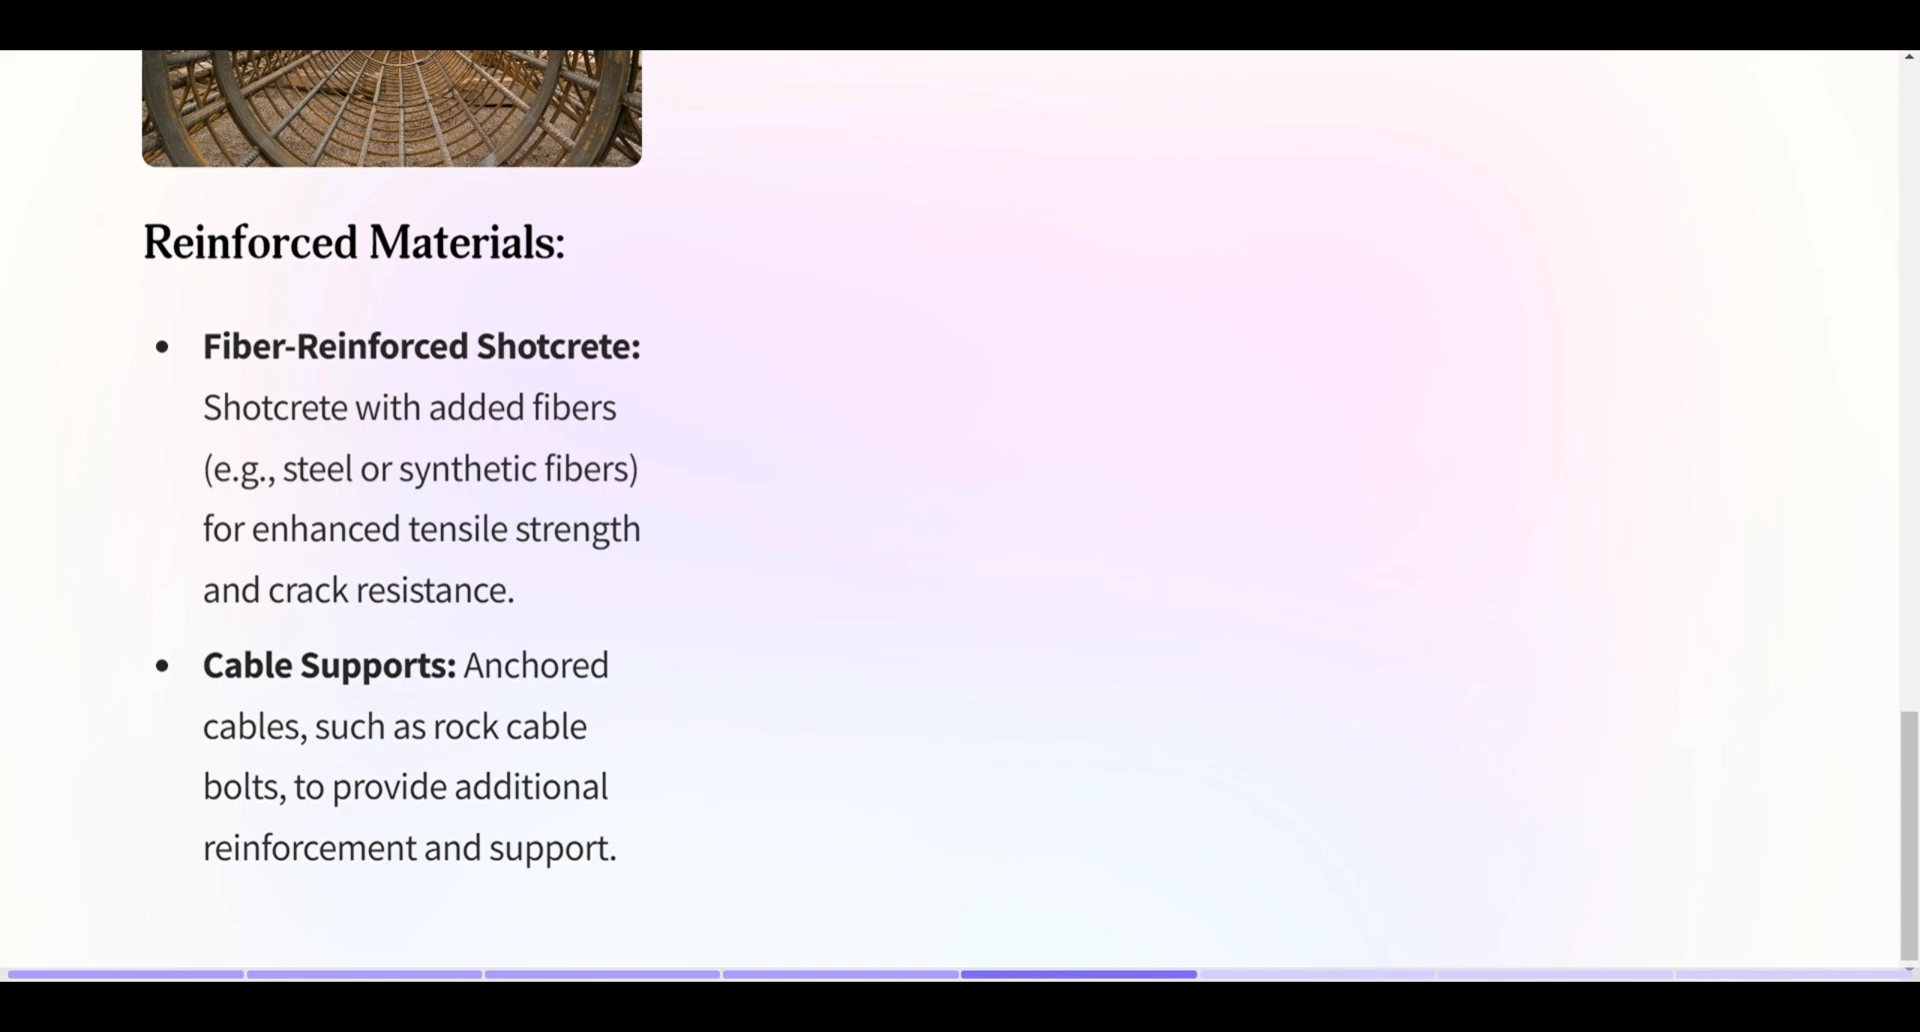 Reinforced Materials:
• Fiber-Reinforced Shotcrete:
Shotcrete with added fibers
(e.g., steel or synthetic fibers)
for enhanced tensile strength
and crack resistance.
• Cable Supports: Anchored
cables, such as rock cable
bolts, to provide additional
reinforcement and support.